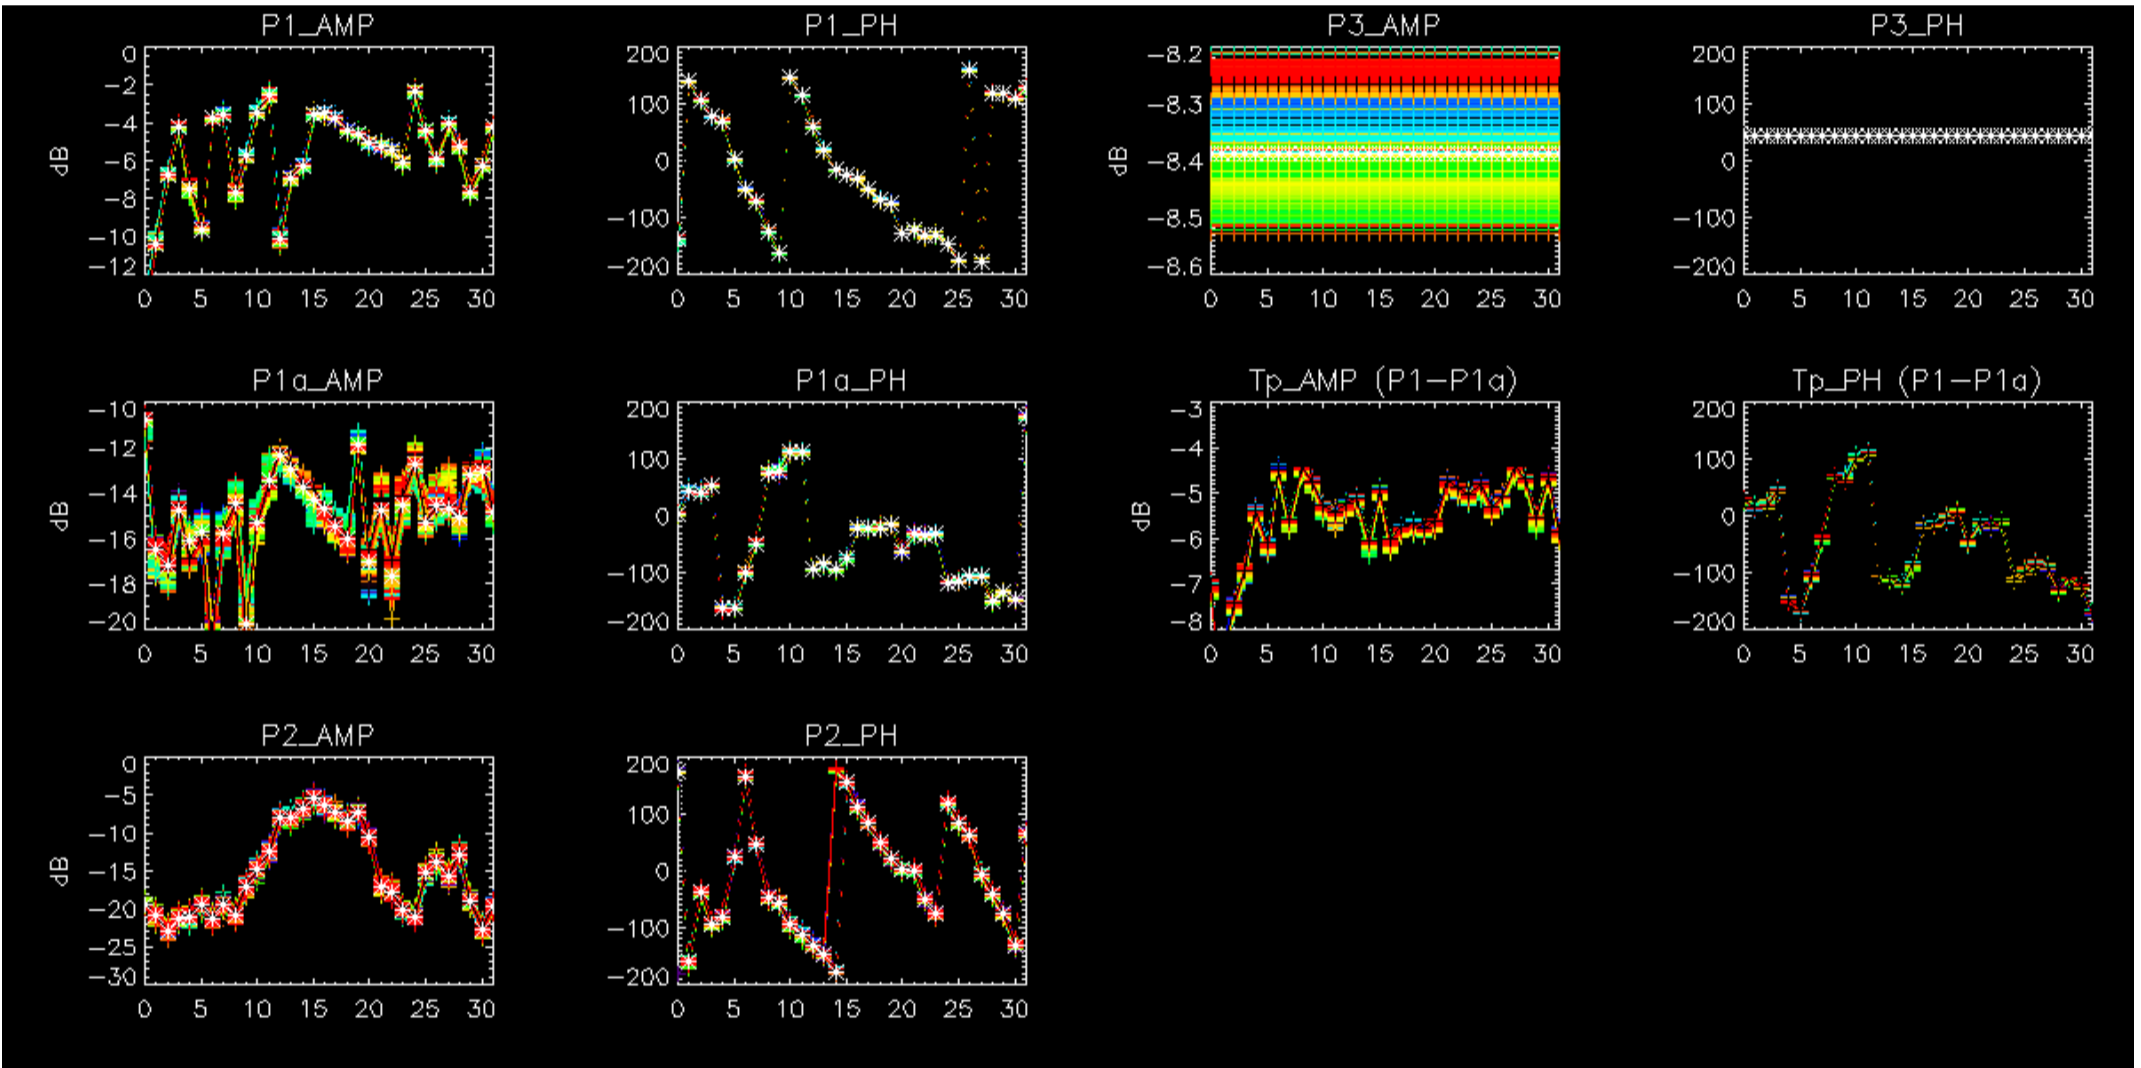 P1_AMP
0
-2
-4
-6
-8
-10
-12
dB
0 5 10 15 20 25 30
P1_PH
200
100
0
-100
-200
0 5 10 15 20 25 30
P3_AMP
-8.2
-8.3
-8.4
-8.5
-8.6
dB
0 5 10 15 20 25 30
P3_PH
200
100
0
-100
-200
0 5 10 15 20 25 30
P1a_AMP
-10
-12
-14
-16
-18
-20
dB
0 5 10 15 20 25 30
P1a_PH
200
100
0
-100
-200
0 5 10 15 20 25 30
Tp_AMP (P1-P1a)
-3
-4
-5
-6
-7
-8
dB
0 5 10 15 20 25 30
Tp_PH (P1-P1a)
200
100
0
-100
-200
0 5 10 15 20 25 30
P2_AMP
0
-5
-10
-15
-20
-25
-30
dB
0 5 10 15 20 25 30
P2_PH
200
100
0
-100
-200
0 5 10 15 20 25 30